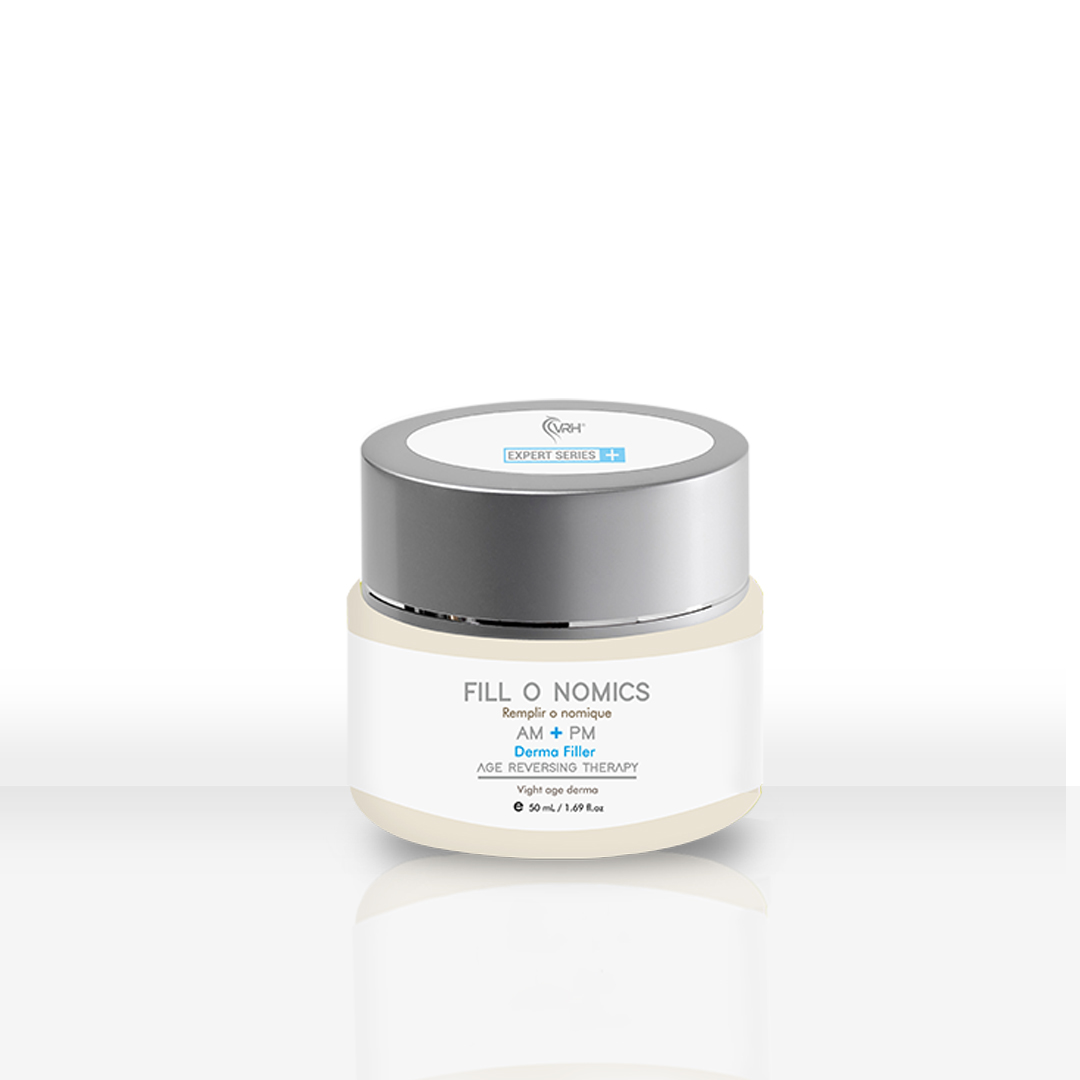 VRH®
EXPERT SERIES +
FILL O NOMICS
Remplir o nomique
AM + PM
Derma Filler
AGE REVERSING THERAPY
Vight age derma
e 50 mL / 1.69 fl.oz